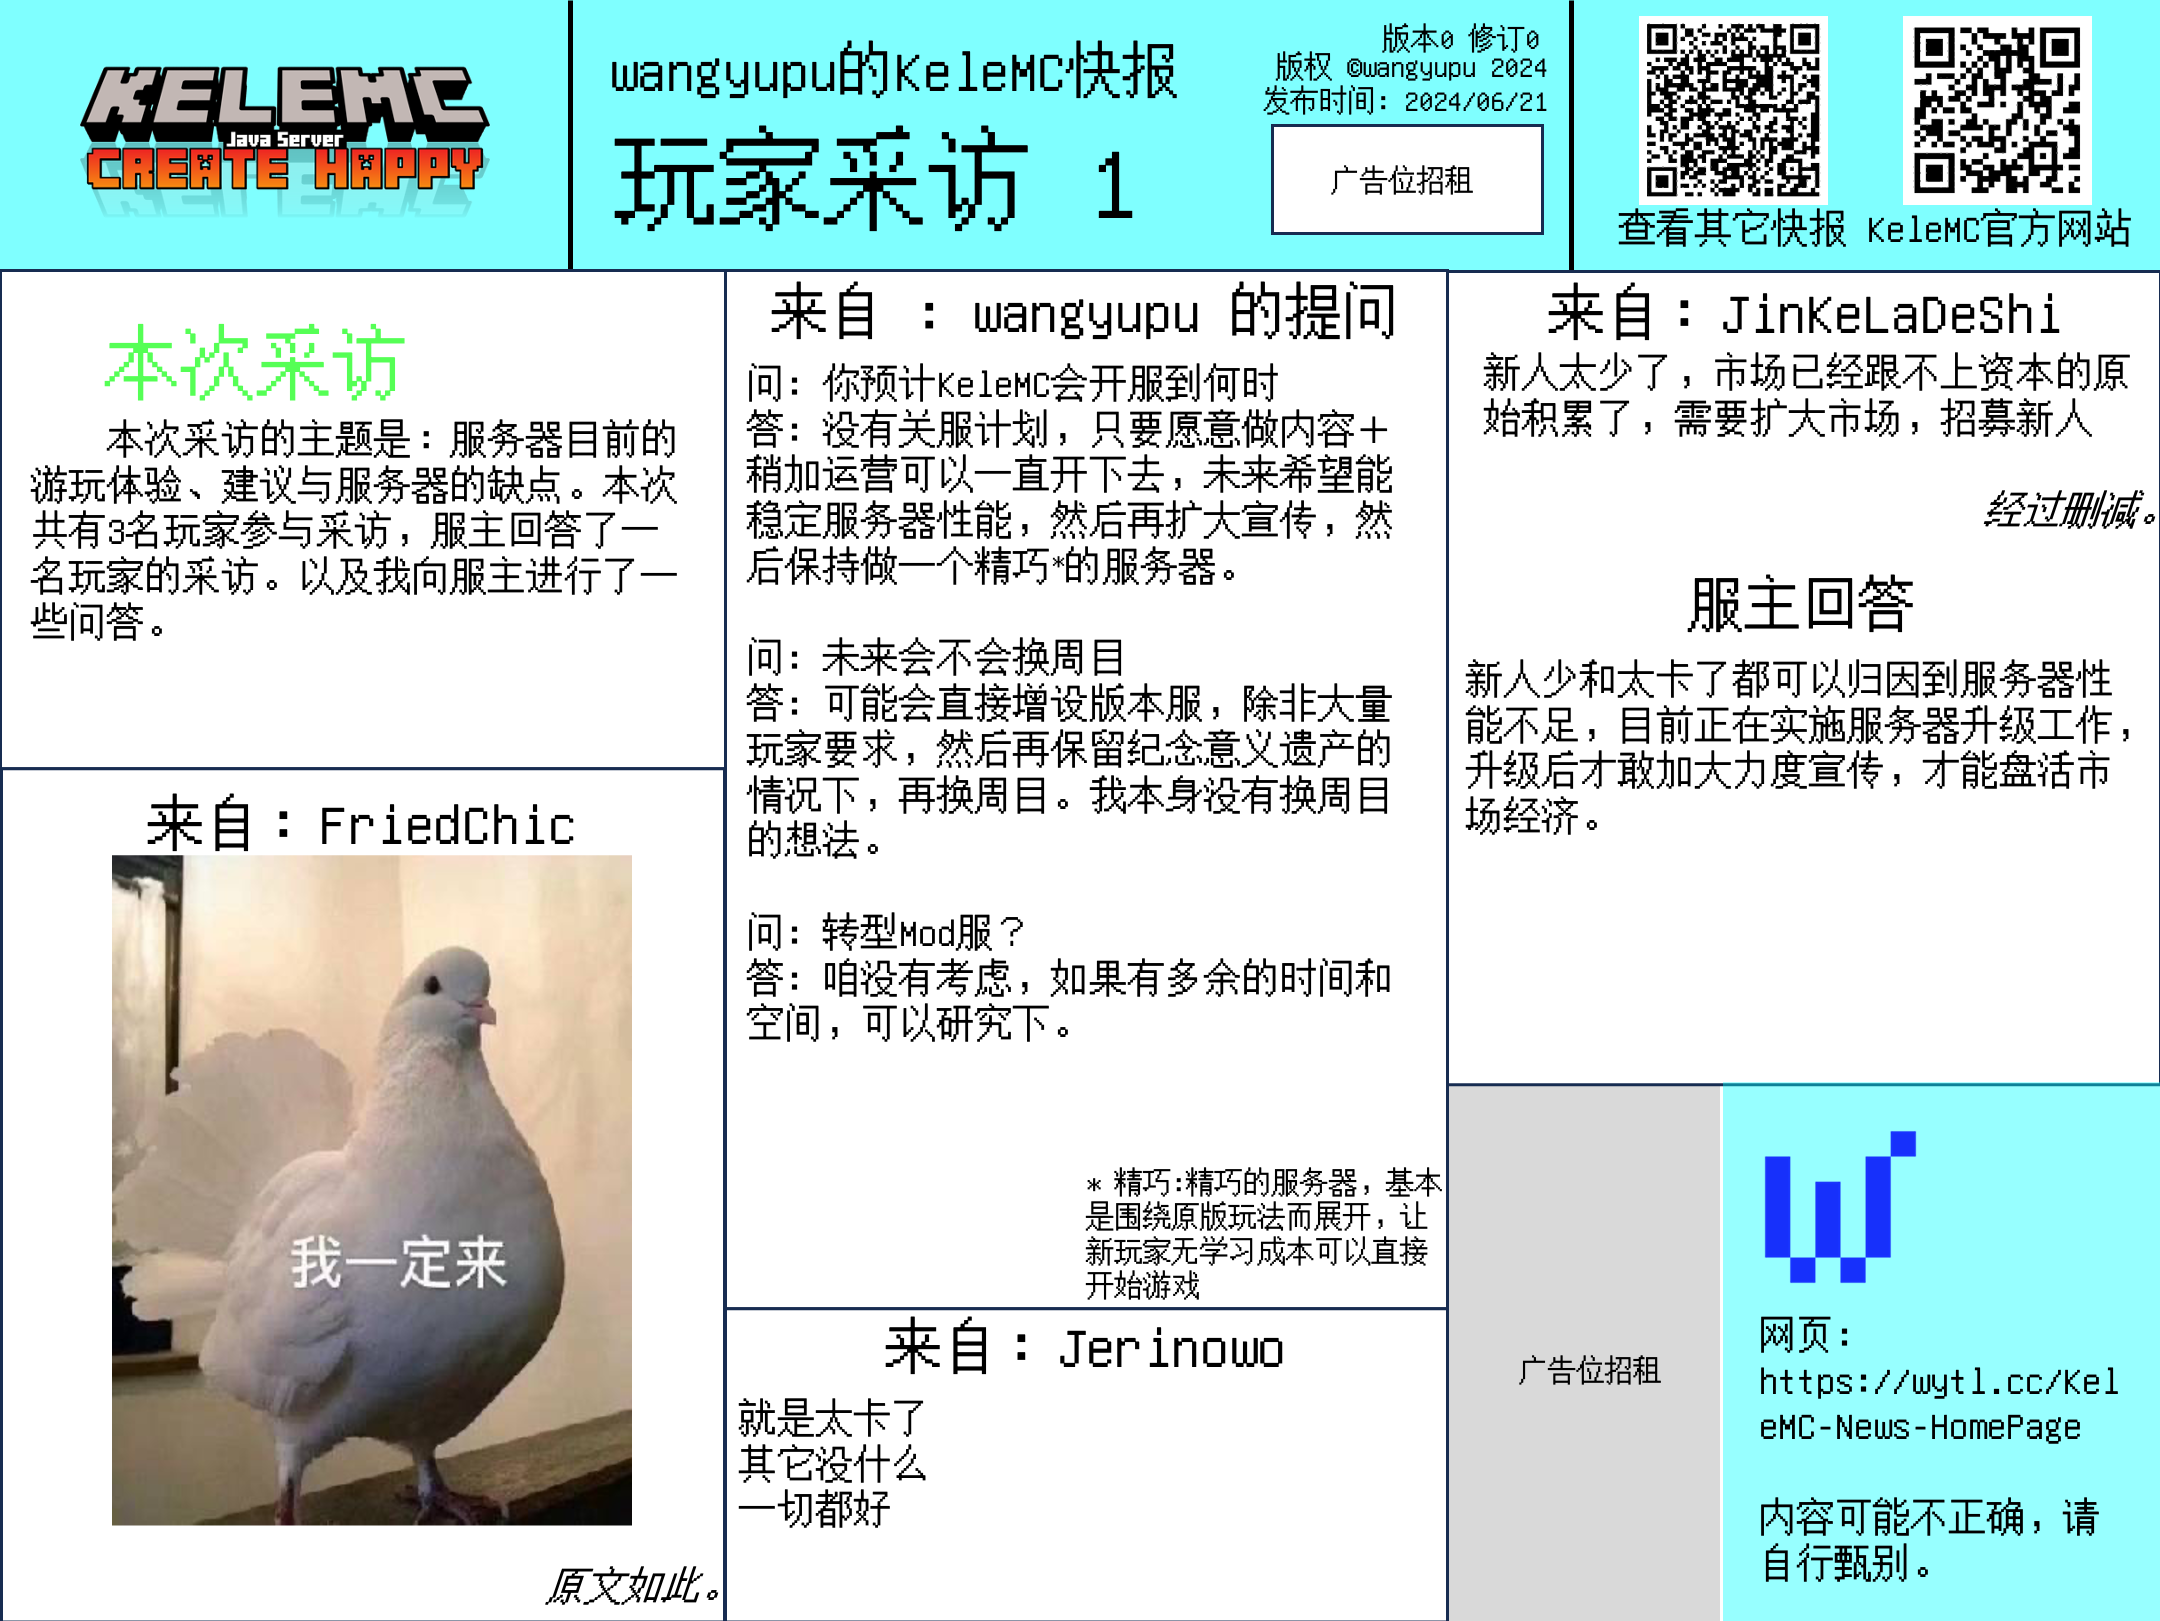 KELEMC
Java Server
CREATE HAPPY
wangyupu的KeleMC快报
玩家采访 1
版本0 修订0
版权 ©wangyupu 2024
发布时间: 2024/06/21
广告位招租
查看其它快报
KeleMC官方网站
本次采访
本次采访的主题是：服务器目前的
游玩体验、建议与服务器的缺点。本次
共有3名玩家参与采访，服主回答了一
名玩家的采访。以及我向服主进行了一
些问答。
来自：FriedChic
我一定来
原文如此。
来自 ：wangyupu 的提问
问: 你预计KeleMC会开服到何时
答: 没有关服计划，只要愿意做内容＋
稍加运营可以一直开下去，未来希望能
稳定服务器性能，然后再扩大宣传，然
后保持做一个精巧*的服务器。
问: 未来会不会换周目
答: 可能会直接增设版本服，除非大量
玩家要求，然后再保留纪念意义遗产的
情况下，再换周目。我本身没有换周目
的想法。
问: 转型Mod服？
答: 咱没有考虑，如果有多余的时间和
空间，可以研究下。
* 精巧:精巧的服务器，基本
是围绕原版玩法而展开，让
新玩家无学习成本可以直接
开始游戏
来自：Jerinowo
就是太卡了
其它没什么
一切都好
来自：JinKeLaDeShi
新人太少了，市场已经跟不上资本的原
始积累了，需要扩大市场，招募新人
经过删减。
服主回答
新人少和太卡了都可以归因到服务器性
能不足，目前正在实施服务器升级工作，
升级后才敢加大力度宣传，才能盘活市
场经济。
广告位招租
网页：
https://wytl.cc/Kel
eMC-News-HomePage
内容可能不正确，请
自行甄别。